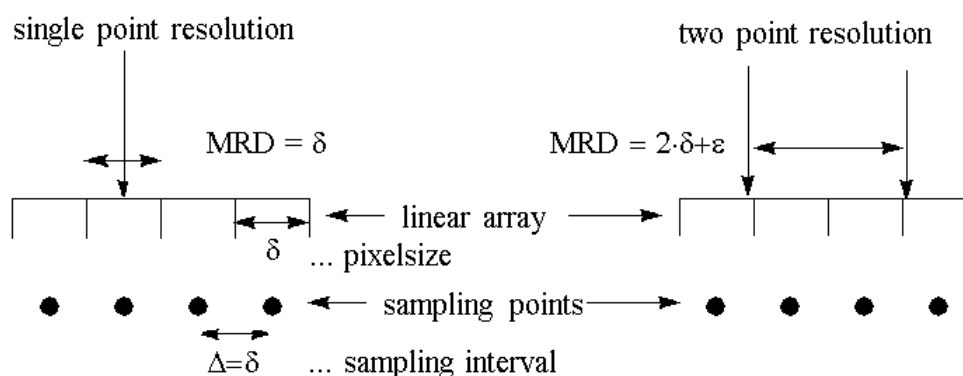 single point resolution
two point resolution
MRD = δ
MRD = 2·δ+ε
linear array
δ ... pixelsize
sampling points
Δ=δ ... sampling interval